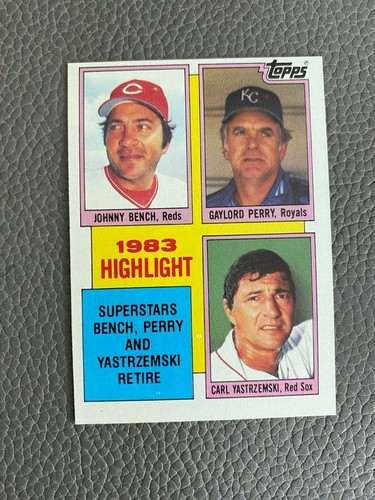 Topps
C
KC
JOHNNY BENCH, Reds
GAYLORD PERRY, Royals
1983
HIGHLIGHT
SUPERSTARS
BENCH, PERRY
AND
YASTRZEMSKI
RETIRE
CARL YASTRZEMSKI, Red Sox